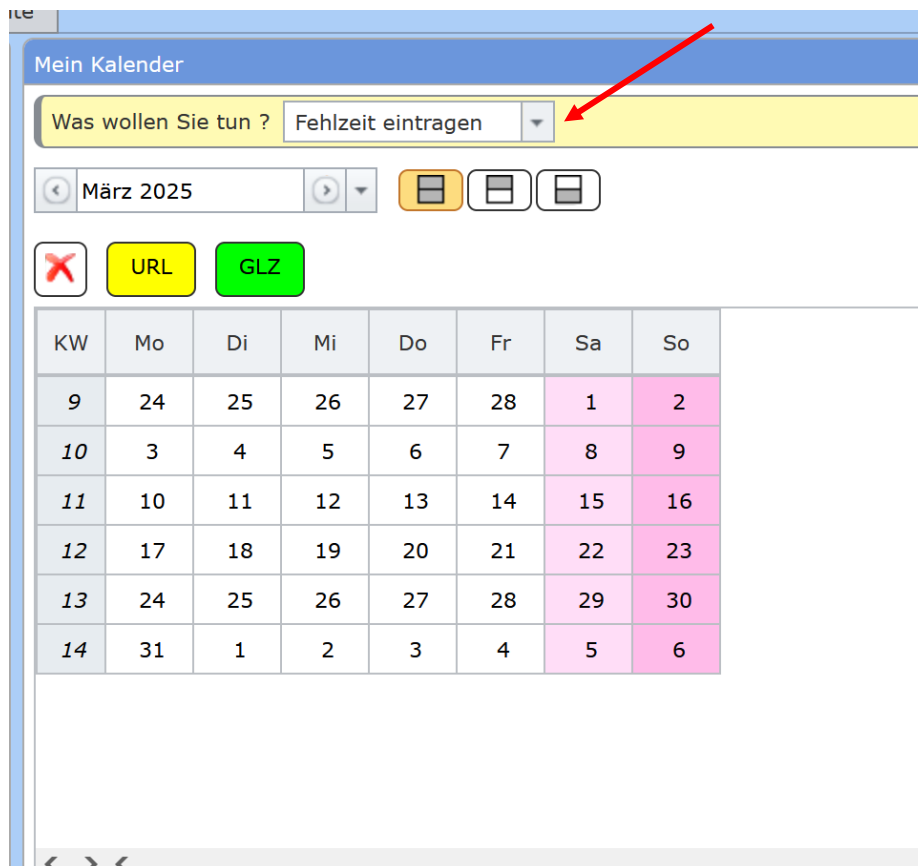 Mein Kalender
Was wollen Sie tun ? Fehlzeit eintragen
März 2025
URL GLZ
KW Mo Di Mi Do Fr Sa So
9 24 25 26 27 28 1 2
10 3 4 5 6 7 8 9
11 10 11 12 13 14 15 16
12 17 18 19 20 21 22 23
13 24 25 26 27 28 29 30
14 31 1 2 3 4 5 6